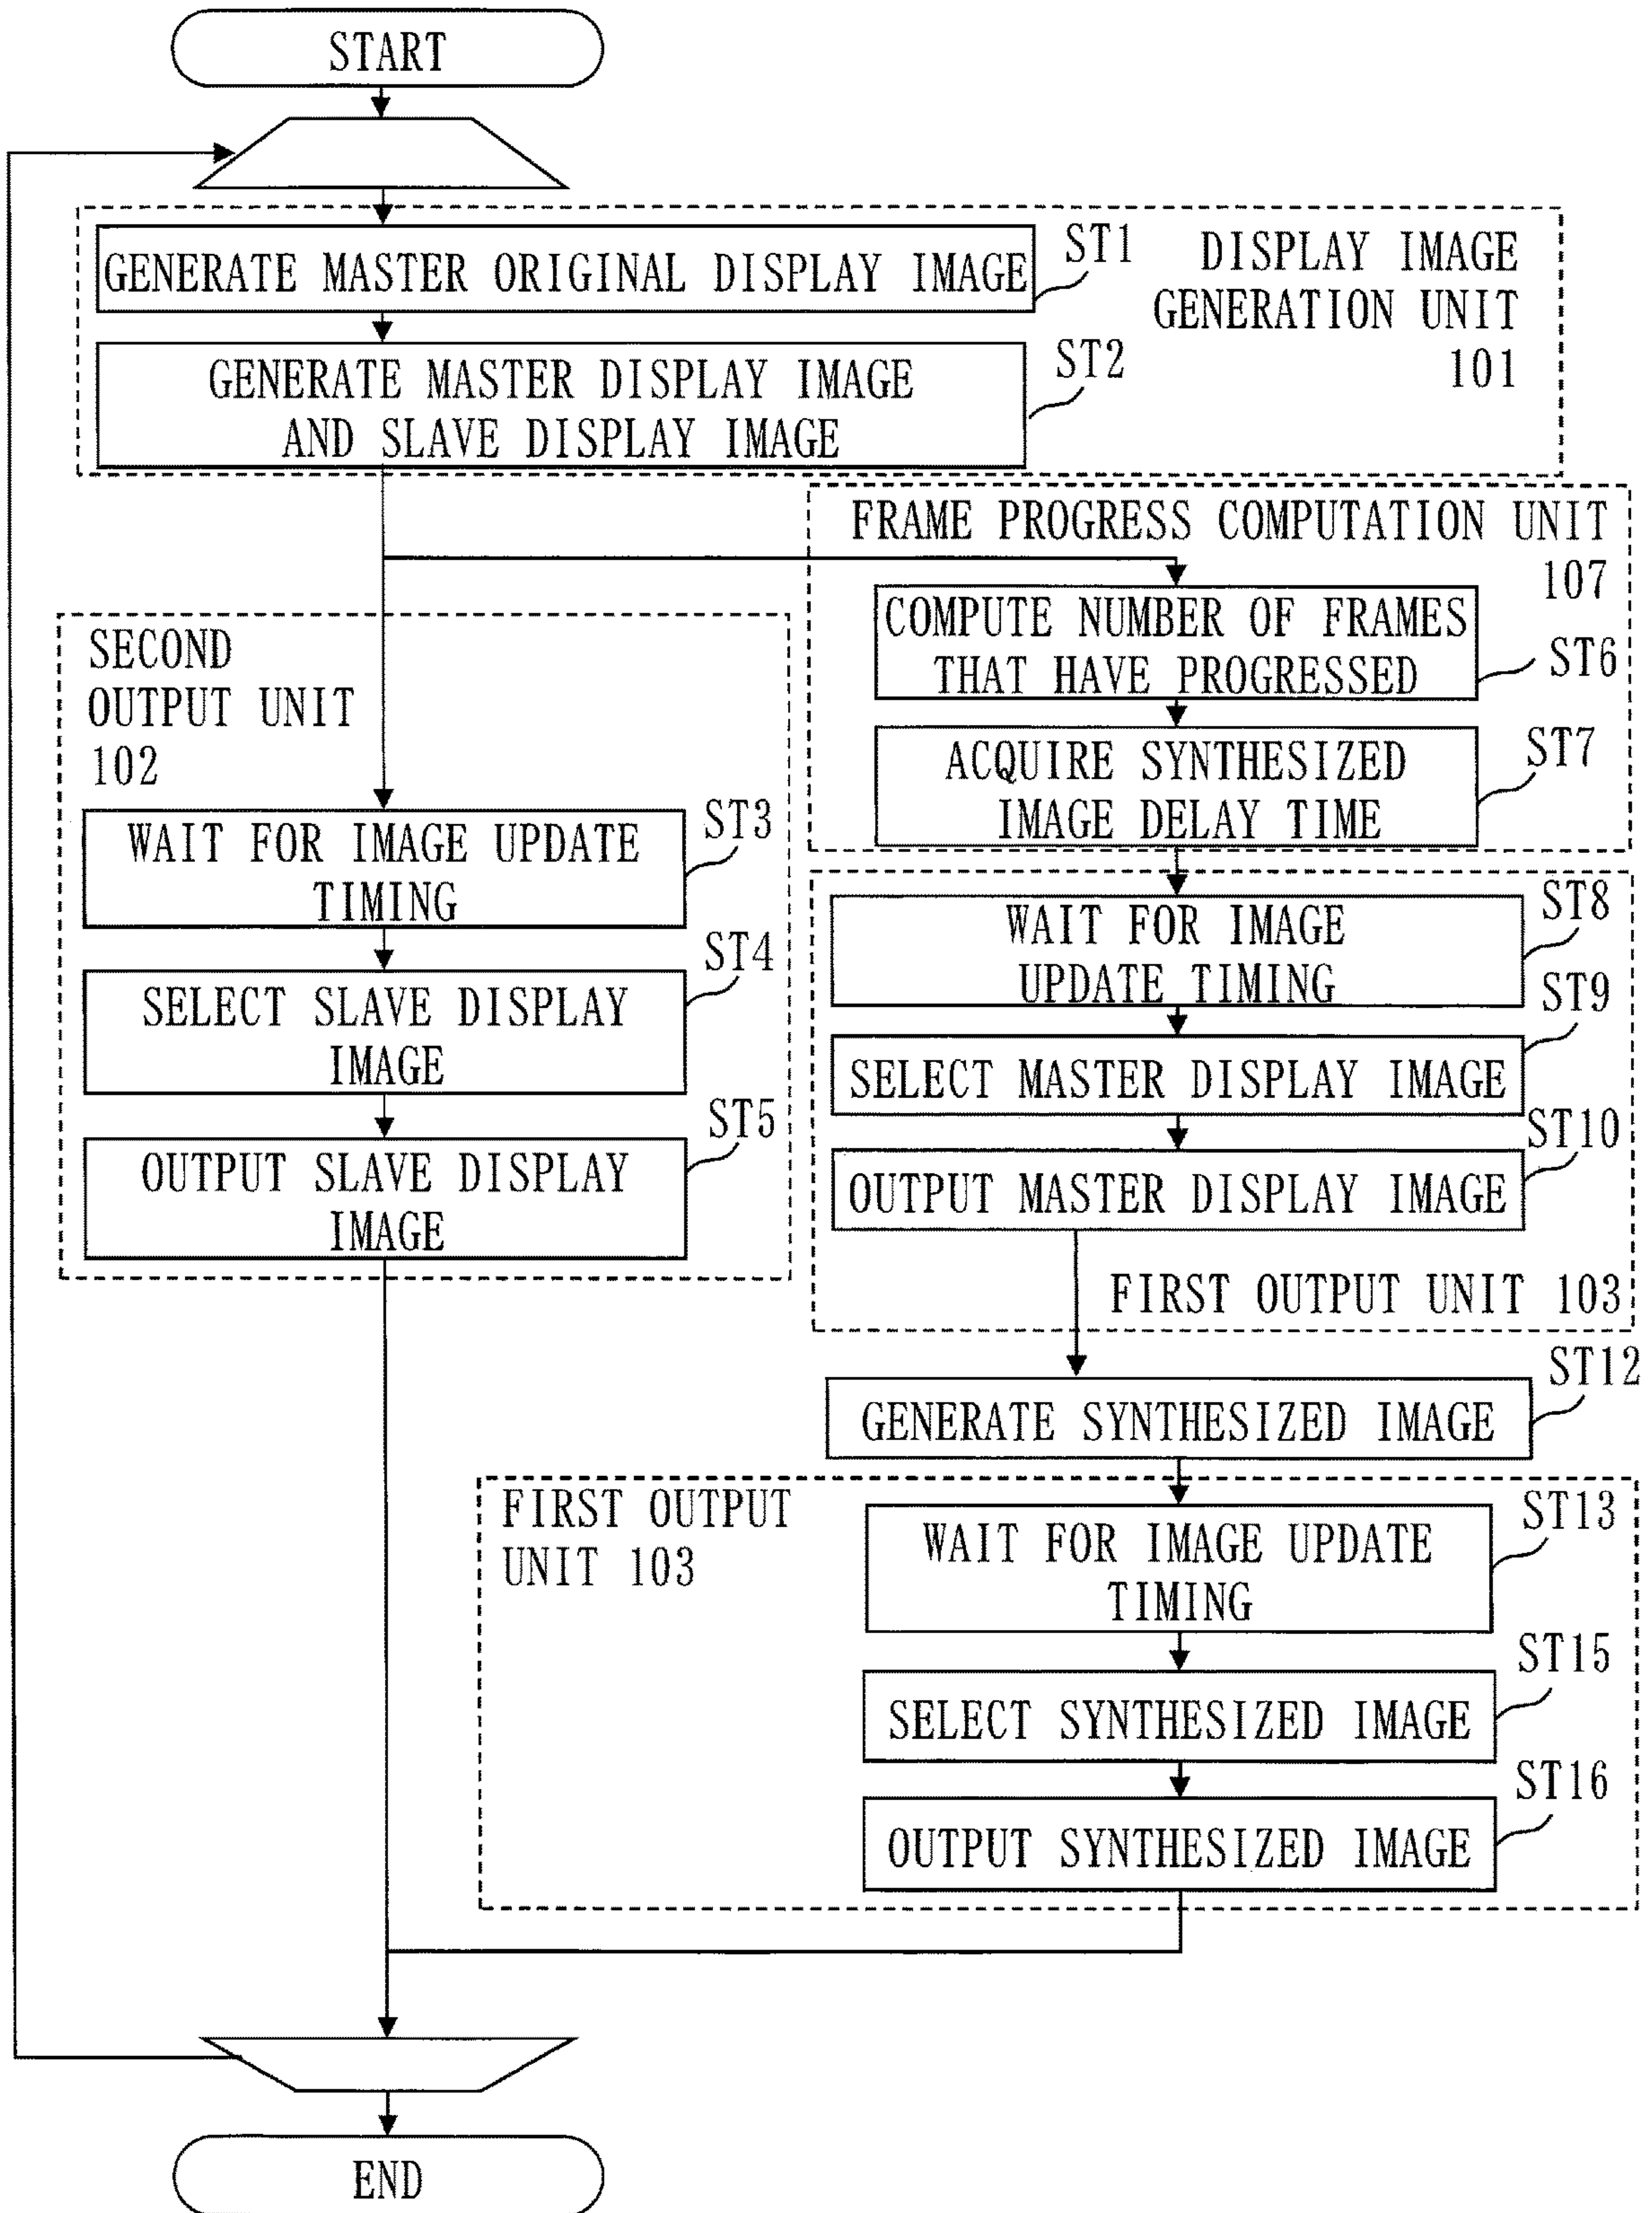 START
GENERATE MASTER ORIGINAL DISPLAY IMAGE
ST1
DISPLAY IMAGE
GENERATION UNIT
101
GENERATE MASTER DISPLAY IMAGE
AND SLAVE DISPLAY IMAGE
ST2
FRAME PROGRESS COMPUTATION UNIT
107
COMPUTE NUMBER OF FRAMES
THAT HAVE PROGRESSED
ST6
ACQUIRE SYNTHESIZED
IMAGE DELAY TIME
ST7
SECOND
OUTPUT UNIT
102
WAIT FOR IMAGE UPDATE
TIMING
ST3
SELECT SLAVE DISPLAY
IMAGE
ST4
OUTPUT SLAVE DISPLAY
IMAGE
ST5
WAIT FOR IMAGE
UPDATE TIMING
ST8
SELECT MASTER DISPLAY IMAGE
ST9
OUTPUT MASTER DISPLAY IMAGE
ST10
FIRST OUTPUT UNIT 103
GENERATE SYNTHESIZED IMAGE
ST12
FIRST OUTPUT
UNIT 103
WAIT FOR IMAGE UPDATE
TIMING
ST13
SELECT SYNTHESIZED IMAGE
ST15
OUTPUT SYNTHESIZED IMAGE
ST16
END